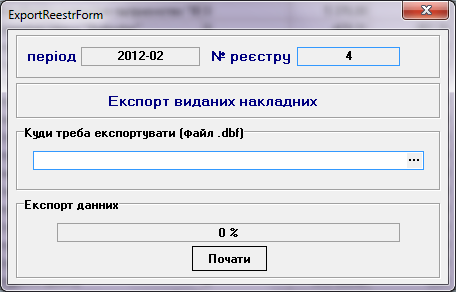 ExportReestrForm
період 2012-02 № реєстру 4
Експорт виданих накладних
Куди треба експортувати (файл .dbf)
...
Експорт данних
0 %
Почати